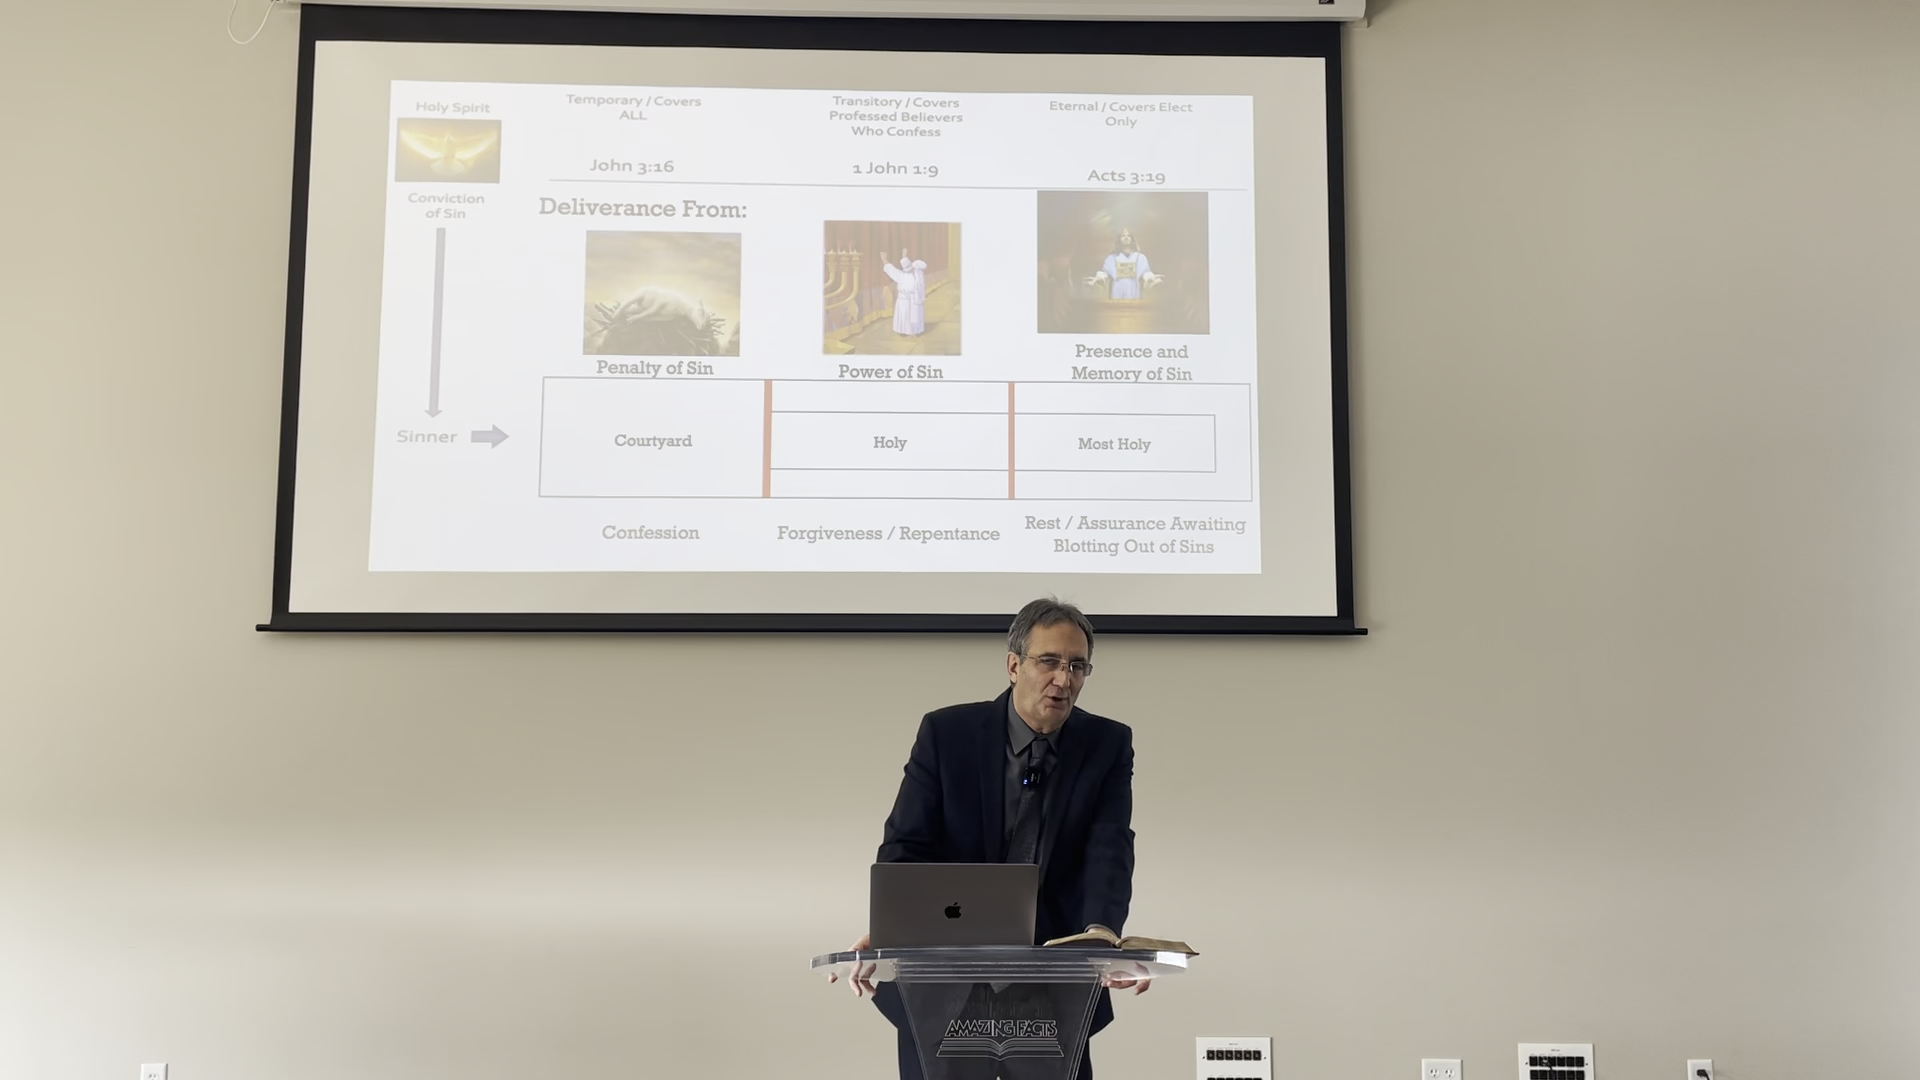 Holy Spirit
Temporary / Covers
ALL
Transitory / Covers
Professed Believers
Who Confess
Eternal / Covers Elect
Only
John 3:16
1 John 1:9
Acts 3:19
Conviction
of Sin
Deliverance From:
Penalty of Sin
Power of Sin
Presence and
Memory of Sin
Sinner
Courtyard
Holy
Most Holy
Confession
Forgiveness / Repentance
Rest / Assurance Awaiting
Blotting Out of Sins
AMAZING FACTS